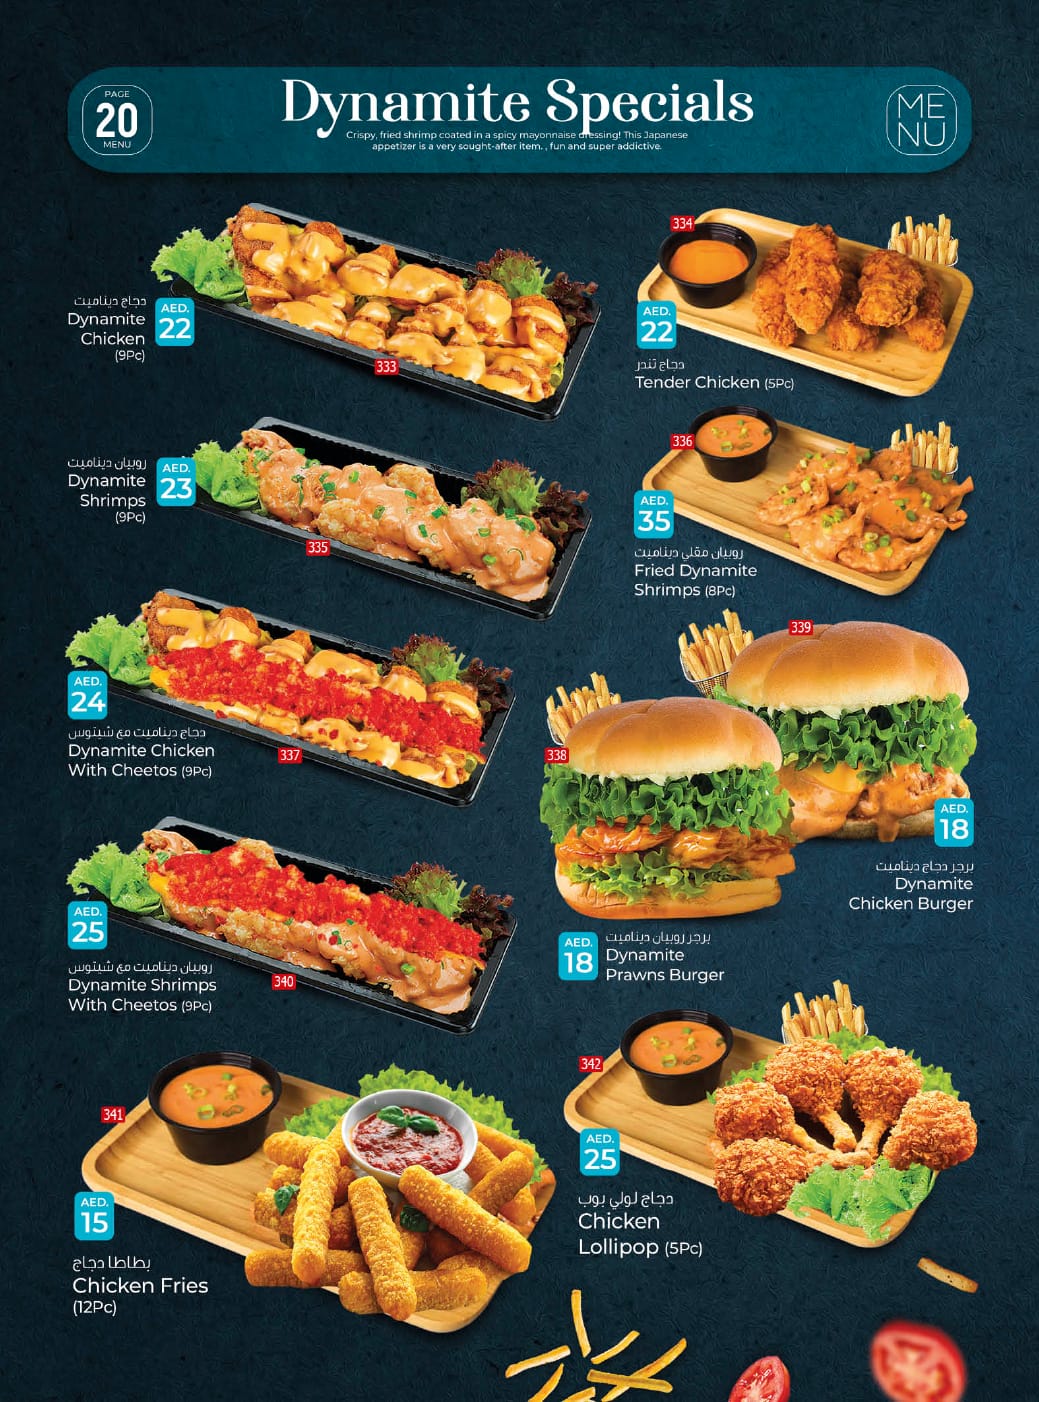 PAGE
20
MENU
Dynamite Specials
Crispy, fried shrimp coated in a spicy mayonnaise dressing! This Japanese
appetizer is a very sought-after item. , fun and super addictive.
ME
NU
دجاج ديناميت
Dynamite
Chicken
(9Pc)
AED.
22
333
334
AED.
22
دجاج تندر
Tender Chicken (5Pc)
روبيان ديناميت
Dynamite
Shrimps
(9Pc)
AED.
23
335
336
AED.
35
روبيان مقلي ديناميت
Fried Dynamite
Shrimps (8Pc)
AED.
24
دجاج ديناميت مع شيتوس
Dynamite Chicken
With Cheetos (9Pc)
337
339
338
AED.
18
برجر دجاج ديناميت
Dynamite
Chicken Burger
AED.
18
برجر روبيان ديناميت
Dynamite
Prawns Burger
AED.
25
روبيان ديناميت مع شيتوس
Dynamite Shrimps
With Cheetos (9Pc)
340
341
AED.
15
بطاطا دجاج
Chicken Fries
(12Pc)
342
AED.
25
دجاج لولي بوب
Chicken
Lollipop (5Pc)